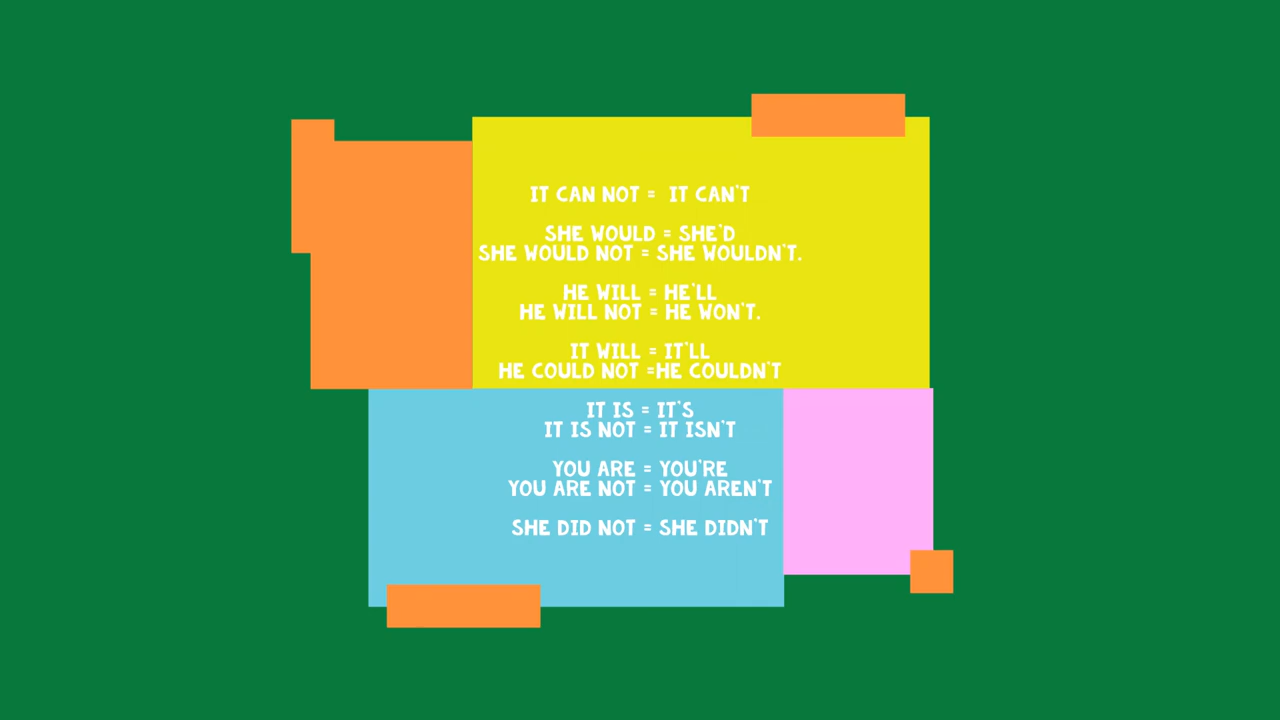 IT CAN NOT =  IT CAN'T
SHE WOULD = SHE'D
SHE WOULD NOT = SHE WOULDN'T.
HE WILL = HE'LL
HE WILL NOT = HE WON'T.
IT WILL = IT'LL
HE COULD NOT =HE COULDN'T
IT IS = IT'S
IT IS NOT = IT ISN'T
YOU ARE = YOU'RE
YOU ARE NOT = YOU AREN'T
SHE DID NOT = SHE DIDN'T